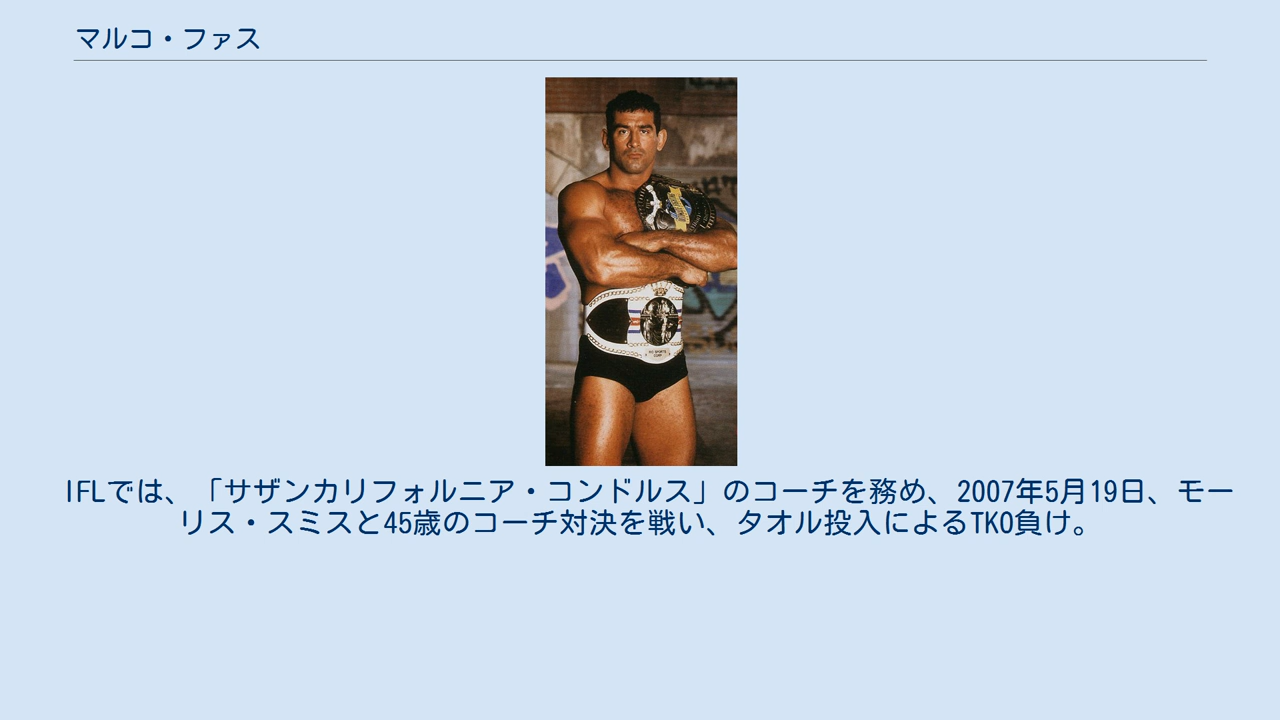 マルコ・ファス
IFLでは、「サザンカリフォルニア・コンドルス」のコーチを務め、2007年5月19日、モー
リス・スミスと45歳のコーチ対決を戦い、タオル投入によるTKO負け。